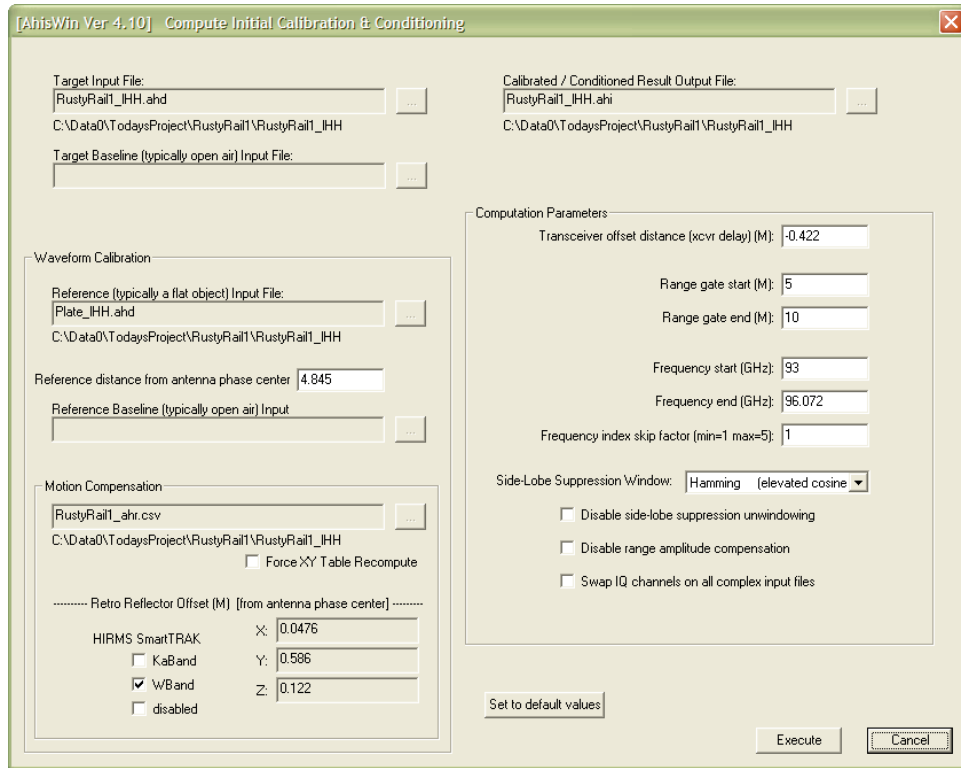 [AhisWin Ver 4.10] Compute Initial Calibration & Conditioning
Target Input File:
RustyRail1_IHH.ahd
...
C:\Data0\TodaysProject\RustyRail1\RustyRail1_IHH
Target Baseline (typically open air) Input File:
...
Calibrated / Conditioned Result Output File:
RustyRail1_IHH.ahi
...
C:\Data0\TodaysProject\RustyRail1\RustyRail1_IHH
Waveform Calibration
Reference (typically a flat object) Input File:
Plate_IHH.ahd
...
C:\Data0\TodaysProject\RustyRail1\RustyRail1_IHH
Reference distance from antenna phase center 4.845
Reference Baseline (typically open air) Input
...
Motion Compensation
RustyRail1_ahr.csv
...
C:\Data0\TodaysProject\RustyRail1\RustyRail1_IHH
Force XY Table Recompute
---------- Retro Reflector Offset (M) [from antenna phase center] --------
HIRMS SmartTRAK
KaBand
WBand
disabled
X: 0.0476
Y: 0.586
Z: 0.122
Computation Parameters
Transceiver offset distance (xcvr delay) (M): -0.422
Range gate start (M): 5
Range gate end (M): 10
Frequency start (GHz): 93
Frequency end (GHz): 96.072
Frequency index skip factor (min=1 max=5): 1
Side-Lobe Suppression Window: Hamming (elevated cosine
Disable side-lobe suppression unwindowing
Disable range amplitude compensation
Swap IQ channels on all complex input files
Set to default values
Execute
Cancel